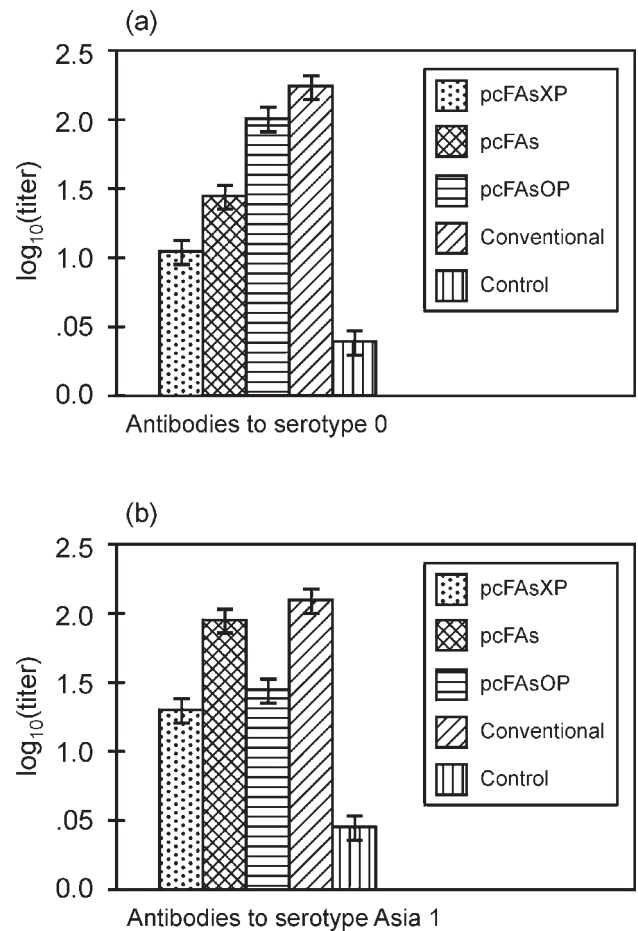 (a)
log10(titer)
2.5
2.0
1.5
1.0
.05
0.0
pcFAsXP
pcFAs
pcFAsOP
Conventional
Control
Antibodies to serotype 0
(b)
log10(titer)
2.5
2.0
1.5
1.0
.05
0.0
pcFAsXP
pcFAs
pcFAsOP
Conventional
Control
Antibodies to serotype Asia 1